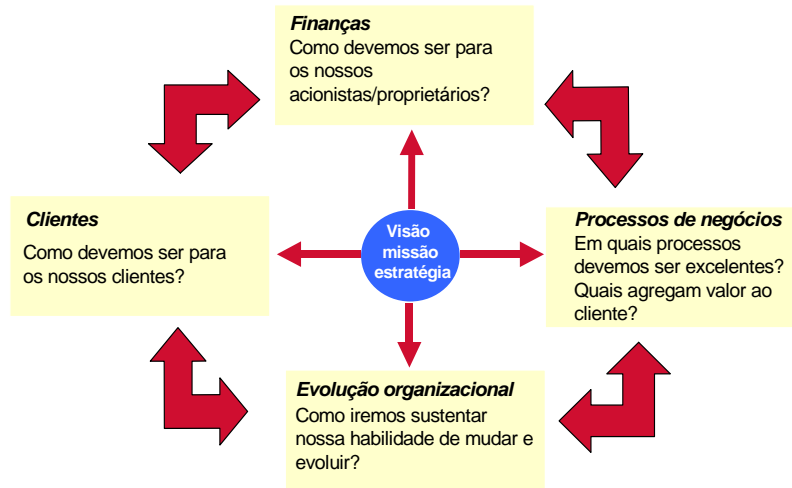 Finanças
Como devemos ser para
os nossos
acionistas/proprietários?
Clientes
Como devemos ser para
os nossos clientes?
Visão
missão
estratégia
Processos de negócios
Em quais processos
devemos ser excelentes?
Quais agregam valor ao
cliente?
Evolução organizacional
Como iremos sustentar
nossa habilidade de mudar e
evoluir?